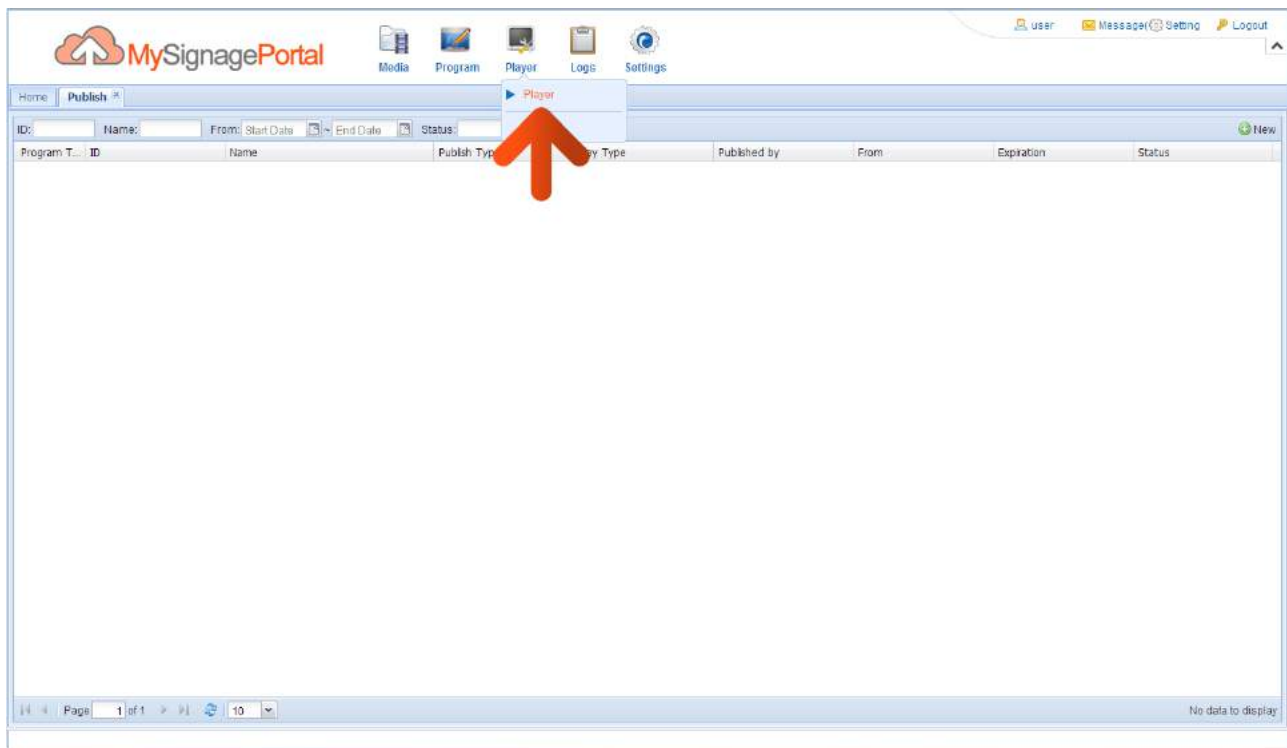 user Message( Setting Logout
MySignagePortal
Media Program Player Logs Settings
Home Publish
Player
ID: Name: From: Start Date ~ End Date Status: New
Program T... ID Name Publish Typ y Type Published by From Expiration Status
Page 1 of 1 10 No data to display